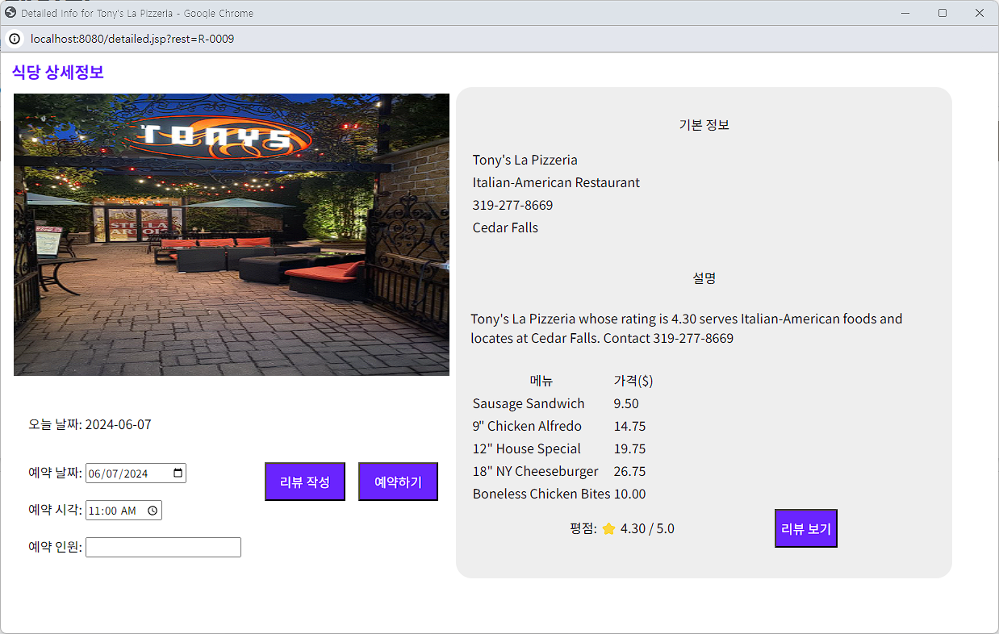 Detailed Info for Tony's La Pizzeria - Google Chrome
localhost:8080/detailed.jsp?rest=R-0009
식당 상세정보
TONYS
STELLA
ARTOIS
오늘 날짜: 2024-06-07
예약 날짜: 06/07/2024
리뷰 작성
예약하기
예약 시각: 11:00 AM
예약 인원:
기본 정보
Tony's La Pizzeria
Italian-American Restaurant
319-277-8669
Cedar Falls
설명
Tony's La Pizzeria whose rating is 4.30 serves Italian-American foods and
locates at Cedar Falls. Contact 319-277-8669
메뉴 가격($)
Sausage Sandwich 9.50
9" Chicken Alfredo 14.75
12" House Special 19.75
18" NY Cheeseburger 26.75
Boneless Chicken Bites 10.00
평점: ⭐ 4.30 / 5.0
리뷰 보기